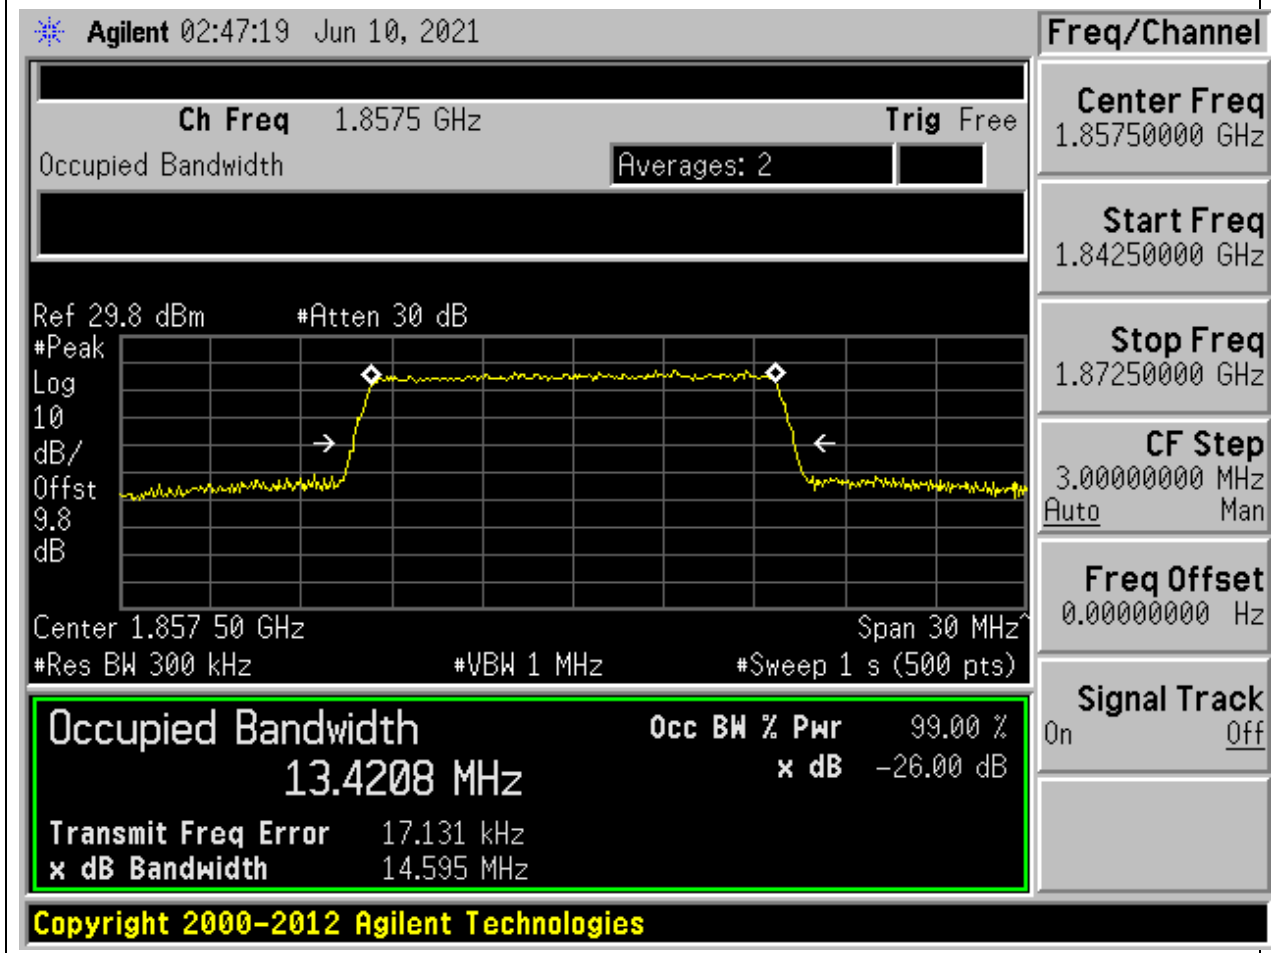 Agilent 02:47:19 Jun 10, 2021
Freq/Channel
Ch Freq 1.8575 GHz Trig Free
Occupied Bandwidth Averages: 2
Ref 29.8 dBm #Atten 30 dB
#Peak
Log
10
dB/
Offst
9.8
dB
Center 1.857 50 GHz Span 30 MHz^
#Res BW 300 kHz #VBW 1 MHz #Sweep 1 s (500 pts)
Occupied Bandwidth Occ BW % Pwr 99.00 %
13.4208 MHz x dB -26.00 dB
Transmit Freq Error 17.131 kHz
x dB Bandwidth 14.595 MHz
Center Freq
1.85750000 GHz
Start Freq
1.84250000 GHz
Stop Freq
1.87250000 GHz
CF Step
3.00000000 MHz
Auto Man
Freq Offset
0.00000000 Hz
Signal Track
On Off
Copyright 2000-2012 Agilent Technologies